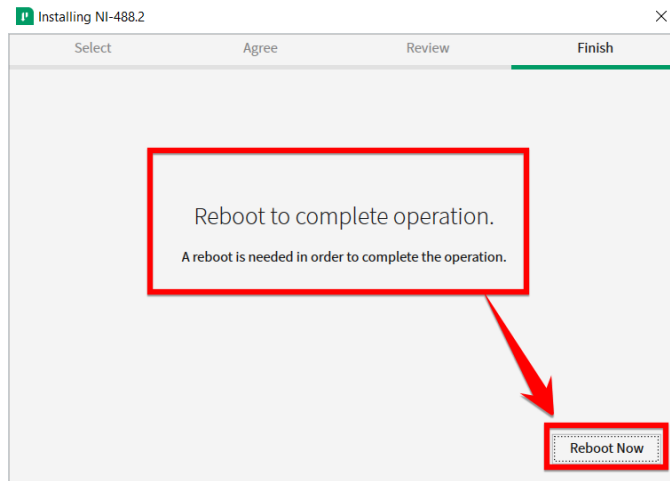 Installing NI-488.2
Select Agree Review Finish
Reboot to complete operation.
A reboot is needed in order to complete the operation.
Reboot Now